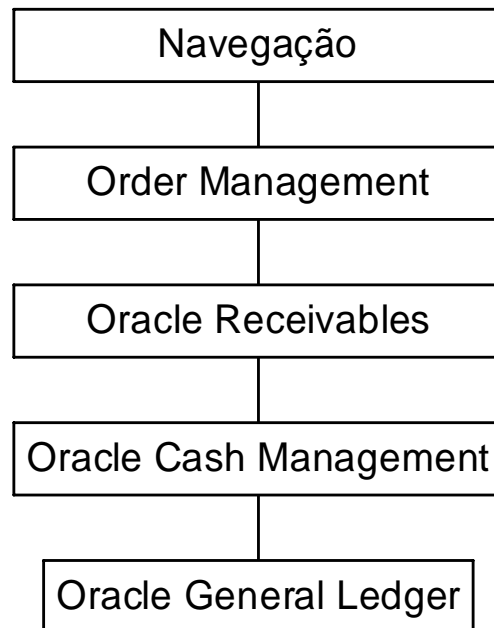 Navegação
Order Management
Oracle Receivables
Oracle Cash Management
Oracle General Ledger